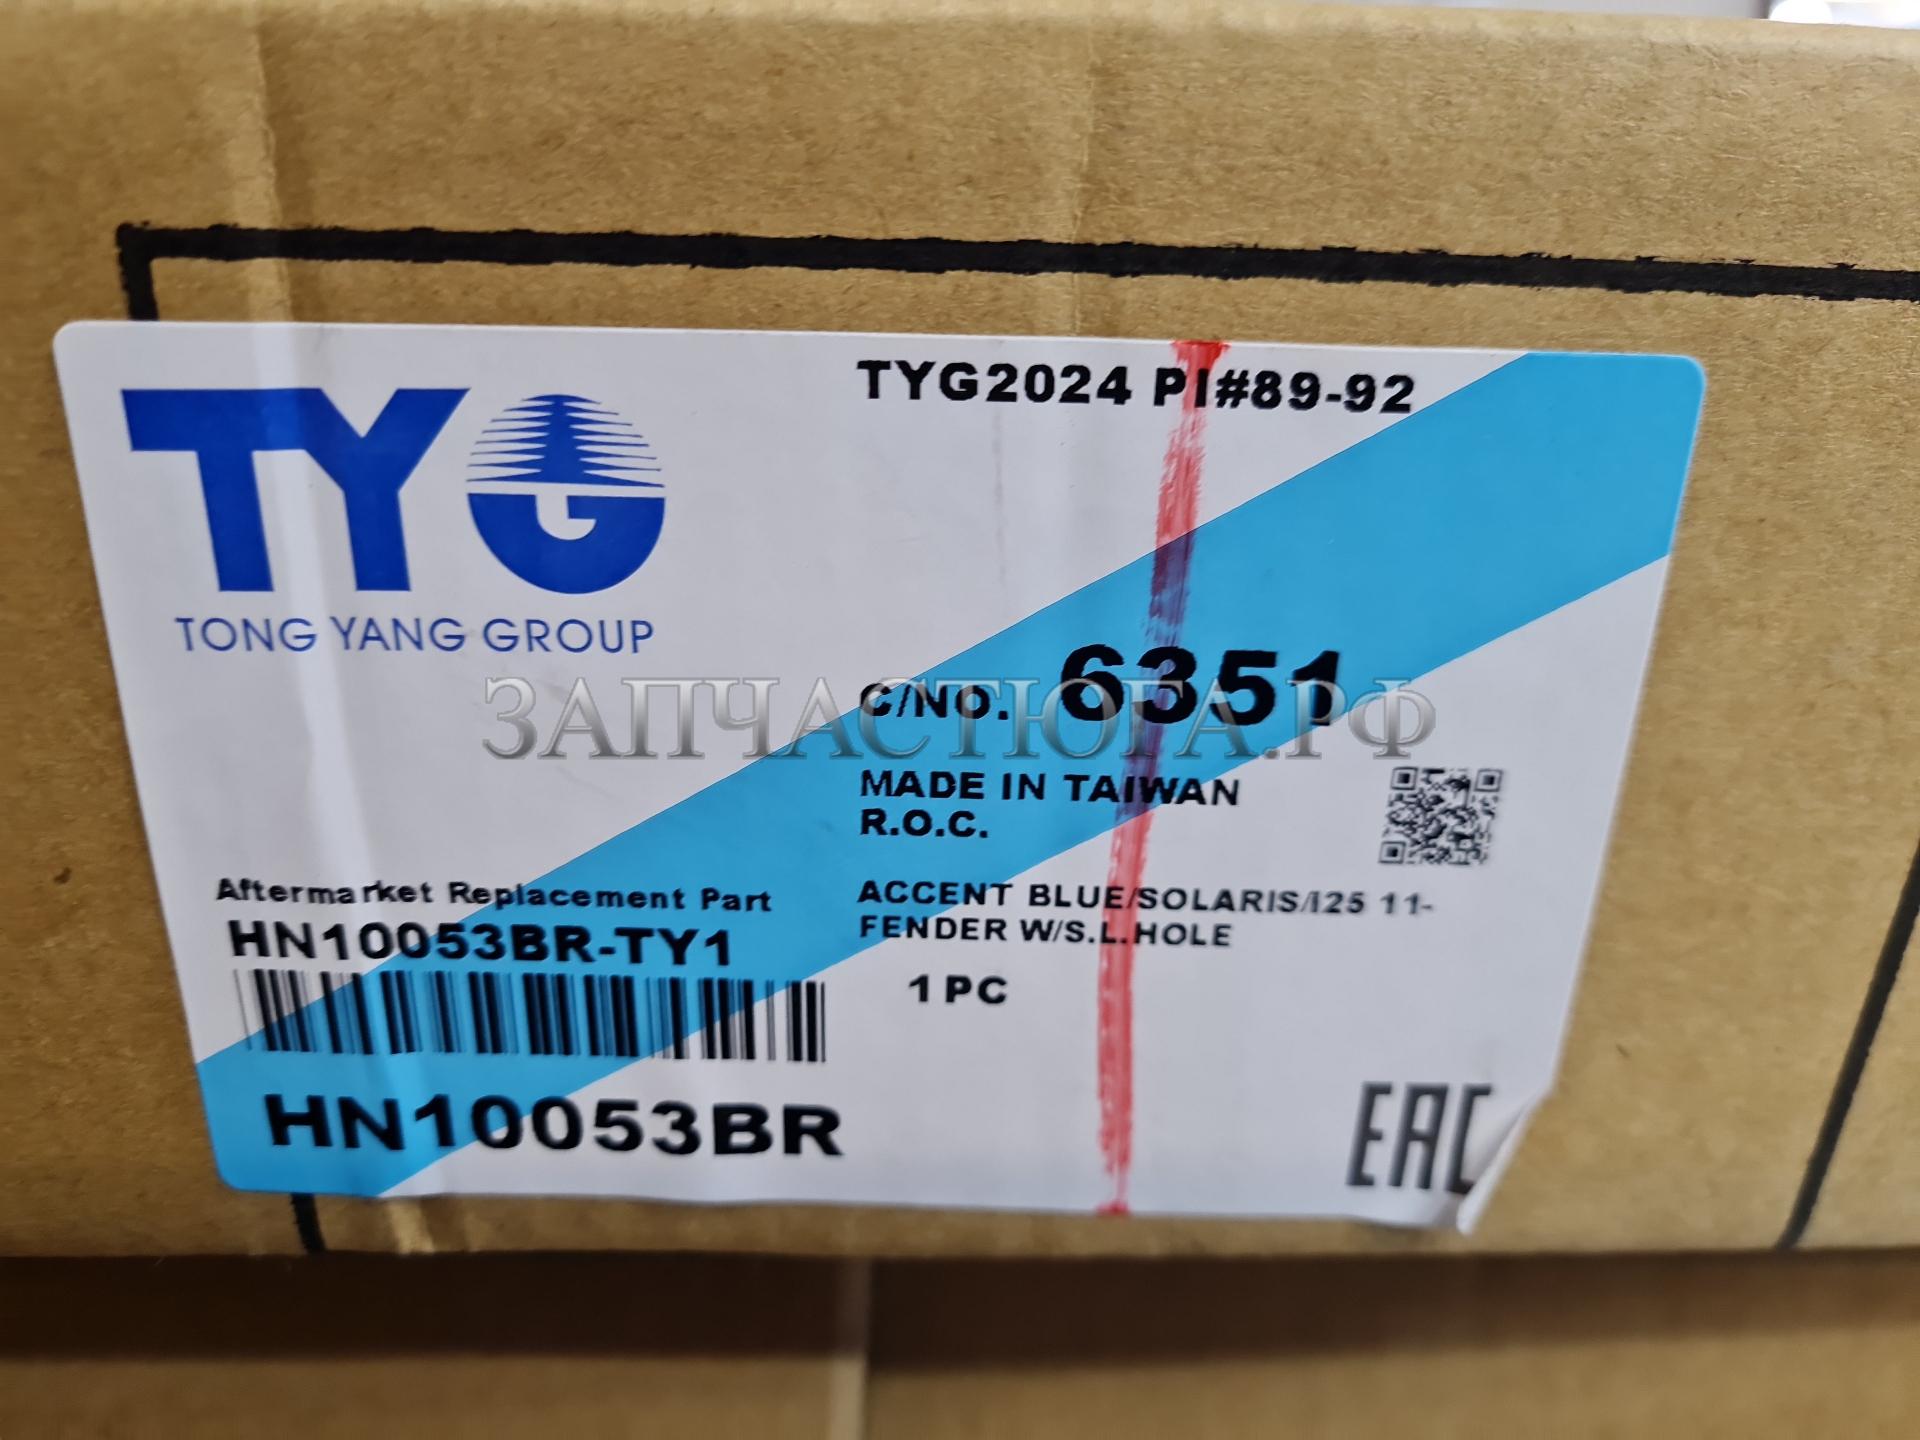 TYG
TONG YANG GROUP
TYG2024 PI#89-92
C/NO. 6351
ЗАПЧАСТЮГА.РФ
MADE IN TAIWAN
R.O.C.
Aftermarket Replacement Part
HN10053BR-TY1
HN10053BR
ACCENT BLUE/SOLARIS/I25 11-
FENDER W/S.L.HOLE
1 PC
EAC